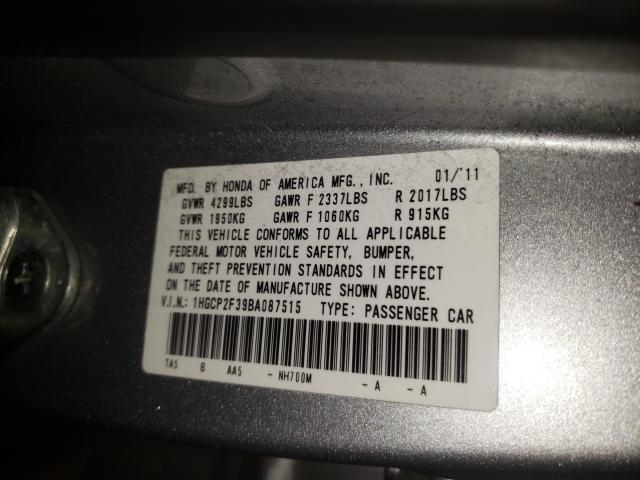 MFD. BY HONDA OF AMERICA MFG., INC. 01/'11
GVWR 4299LBS GAWR F 2337LBS R 2017LBS
GVWR 1950KG GAWR F 1060KG R 915KG
THIS VEHICLE CONFORMS TO ALL APPLICABLE
FEDERAL MOTOR VEHICLE SAFETY, BUMPER,
AND THEFT PREVENTION STANDARDS IN EFFECT
ON THE DATE OF MANUFACTURE SHOWN ABOVE.
V.I.N.: 1HGCP2F39BA087515 TYPE: PASSENGER CAR
TA5 B AA5 - NH700M - A - A